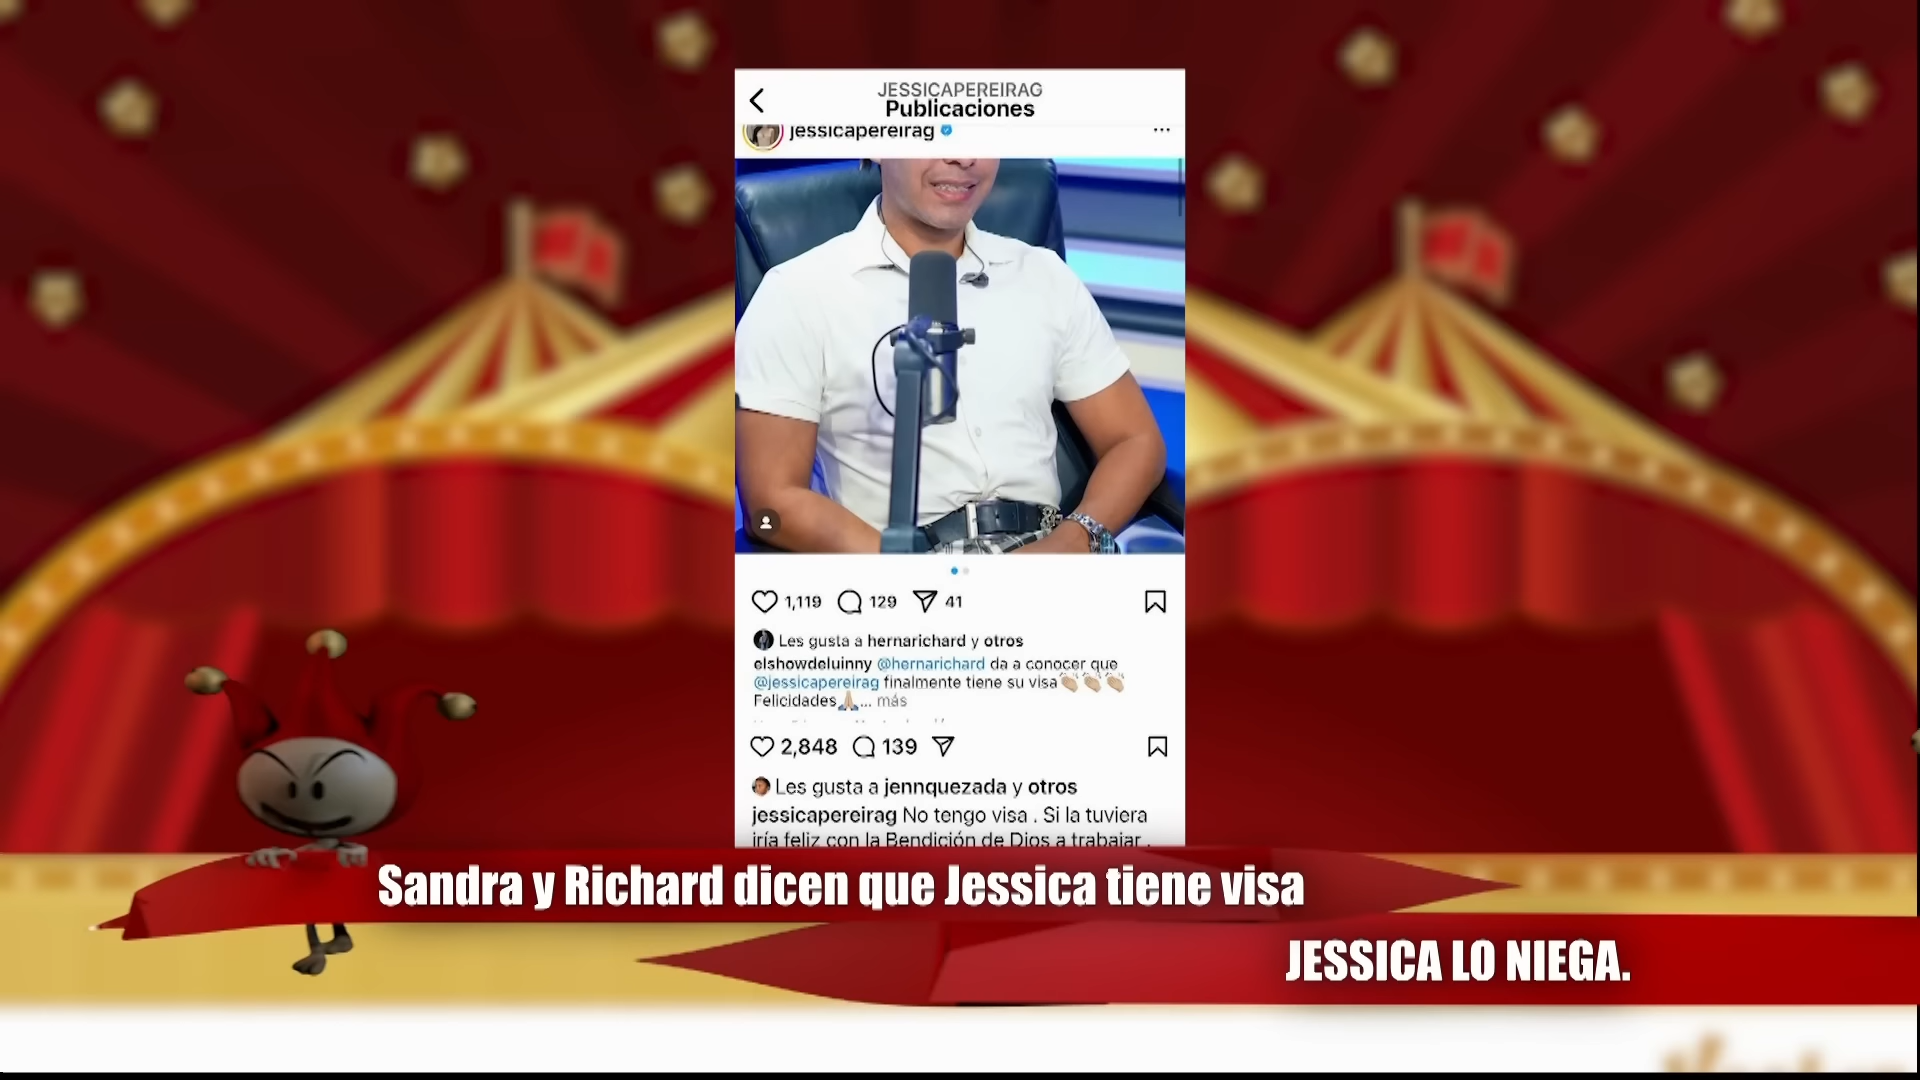 JESSICAPEREIRAG
Publicaciones
jessicapereirag
1,119 129 41
Les gusta a hernarichard y otros
elshowdeluinny @hernarichard da a conocer que
@jessicapereirag finalmente tiene su visa👏🏼👏🏼👏🏼
Felicidades🙏🏼... más
2,848 139
Les gusta a jennquezada y otros
jessicapereirag No tengo visa . Si la tuviera
iría feliz con la Bendición de Dios a trabajar .
Sandra y Richard dicen que Jessica tiene visa
JESSICA LO NIEGA.